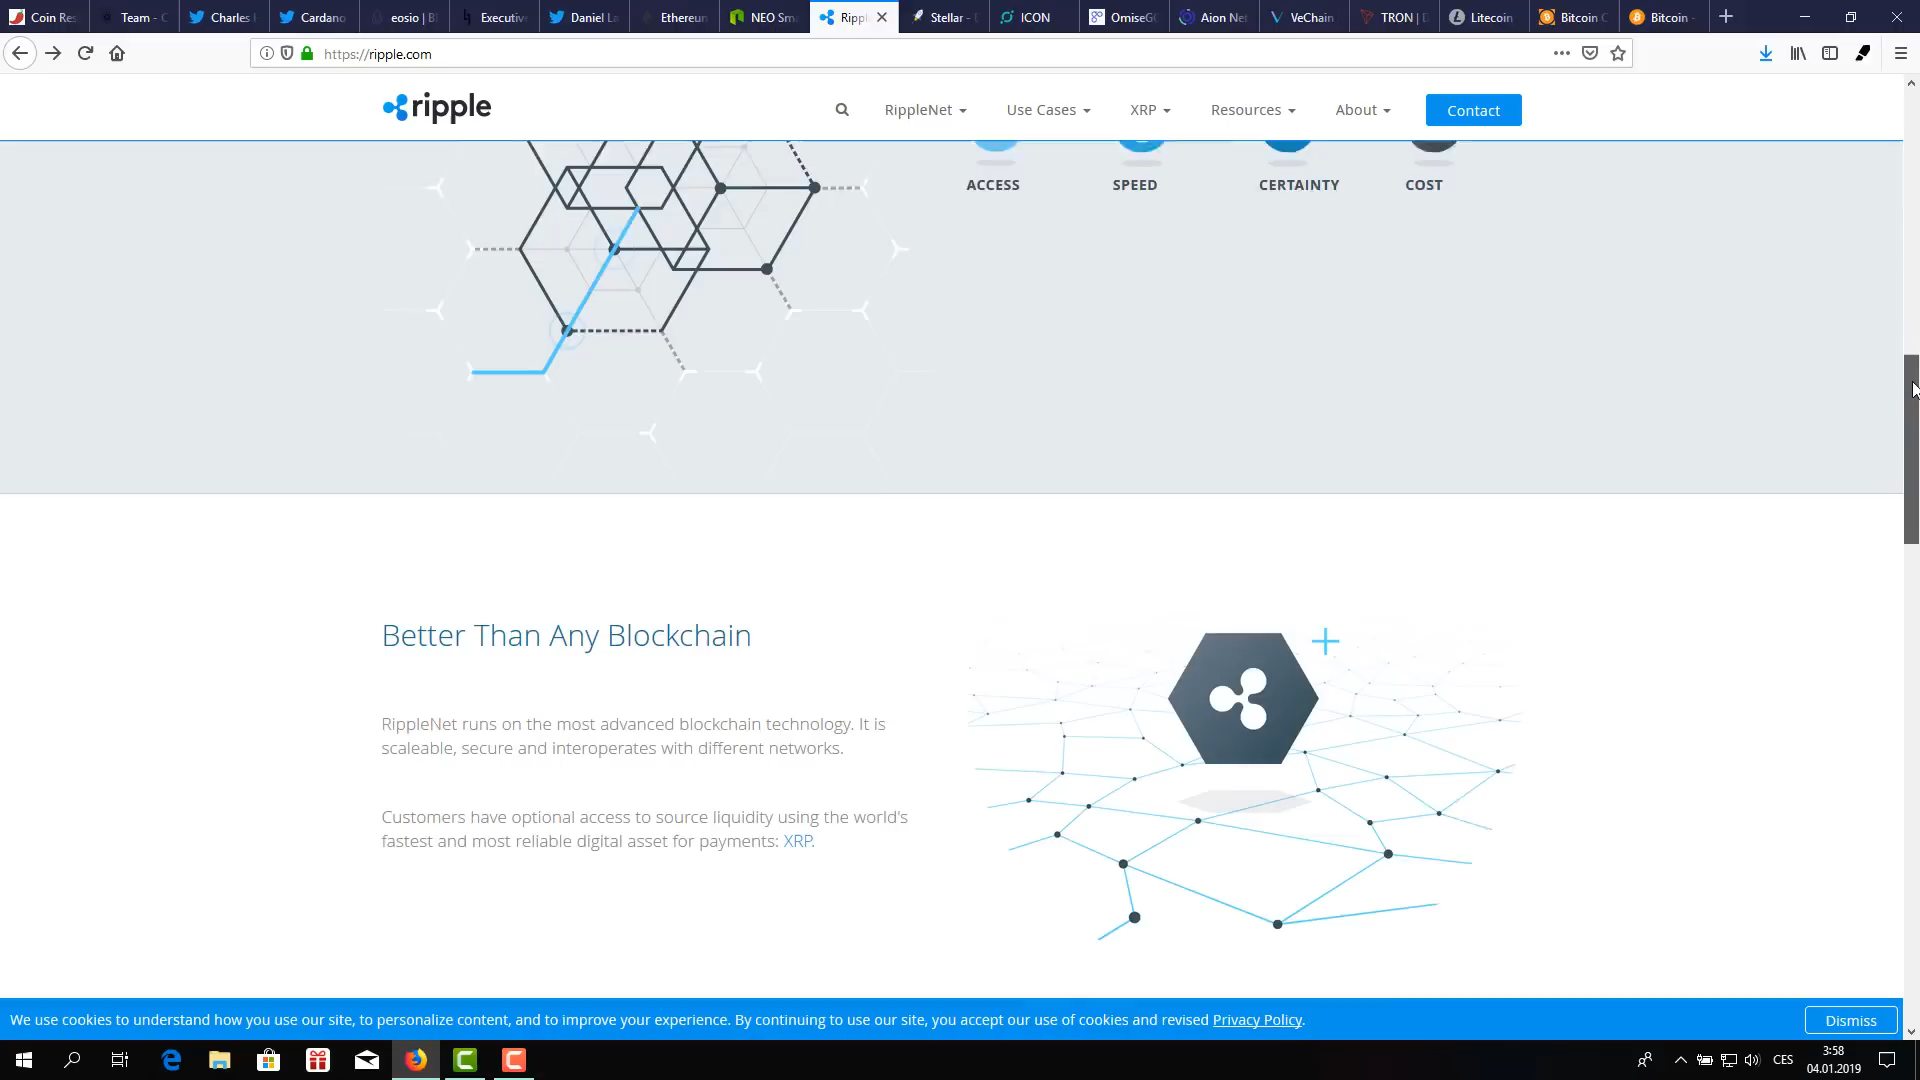 Coin Res
Team - C
Charles H
Cardano
eosio | Bl
Executive
Daniel La
Ethereum
NEO Sma
Rippl
Stellar -
ICON
OmiseGO
Aion Net
VeChain
TRON | D
Litecoin
Bitcoin C
Bitcoin -
https://ripple.com
ripple
RippleNet
Use Cases
XRP
Resources
About
Contact
ACCESS
SPEED
CERTAINTY
COST
Better Than Any Blockchain
RippleNet runs on the most advanced blockchain technology. It is
scaleable, secure and interoperates with different networks.
Customers have optional access to source liquidity using the world's
fastest and most reliable digital asset for payments: XRP.
We use cookies to understand how you use our site, to personalize content, and to improve your experience. By continuing to use our site, you accept our use of cookies and revised Privacy Policy.
Dismiss
CES
3:58
04.01.2019